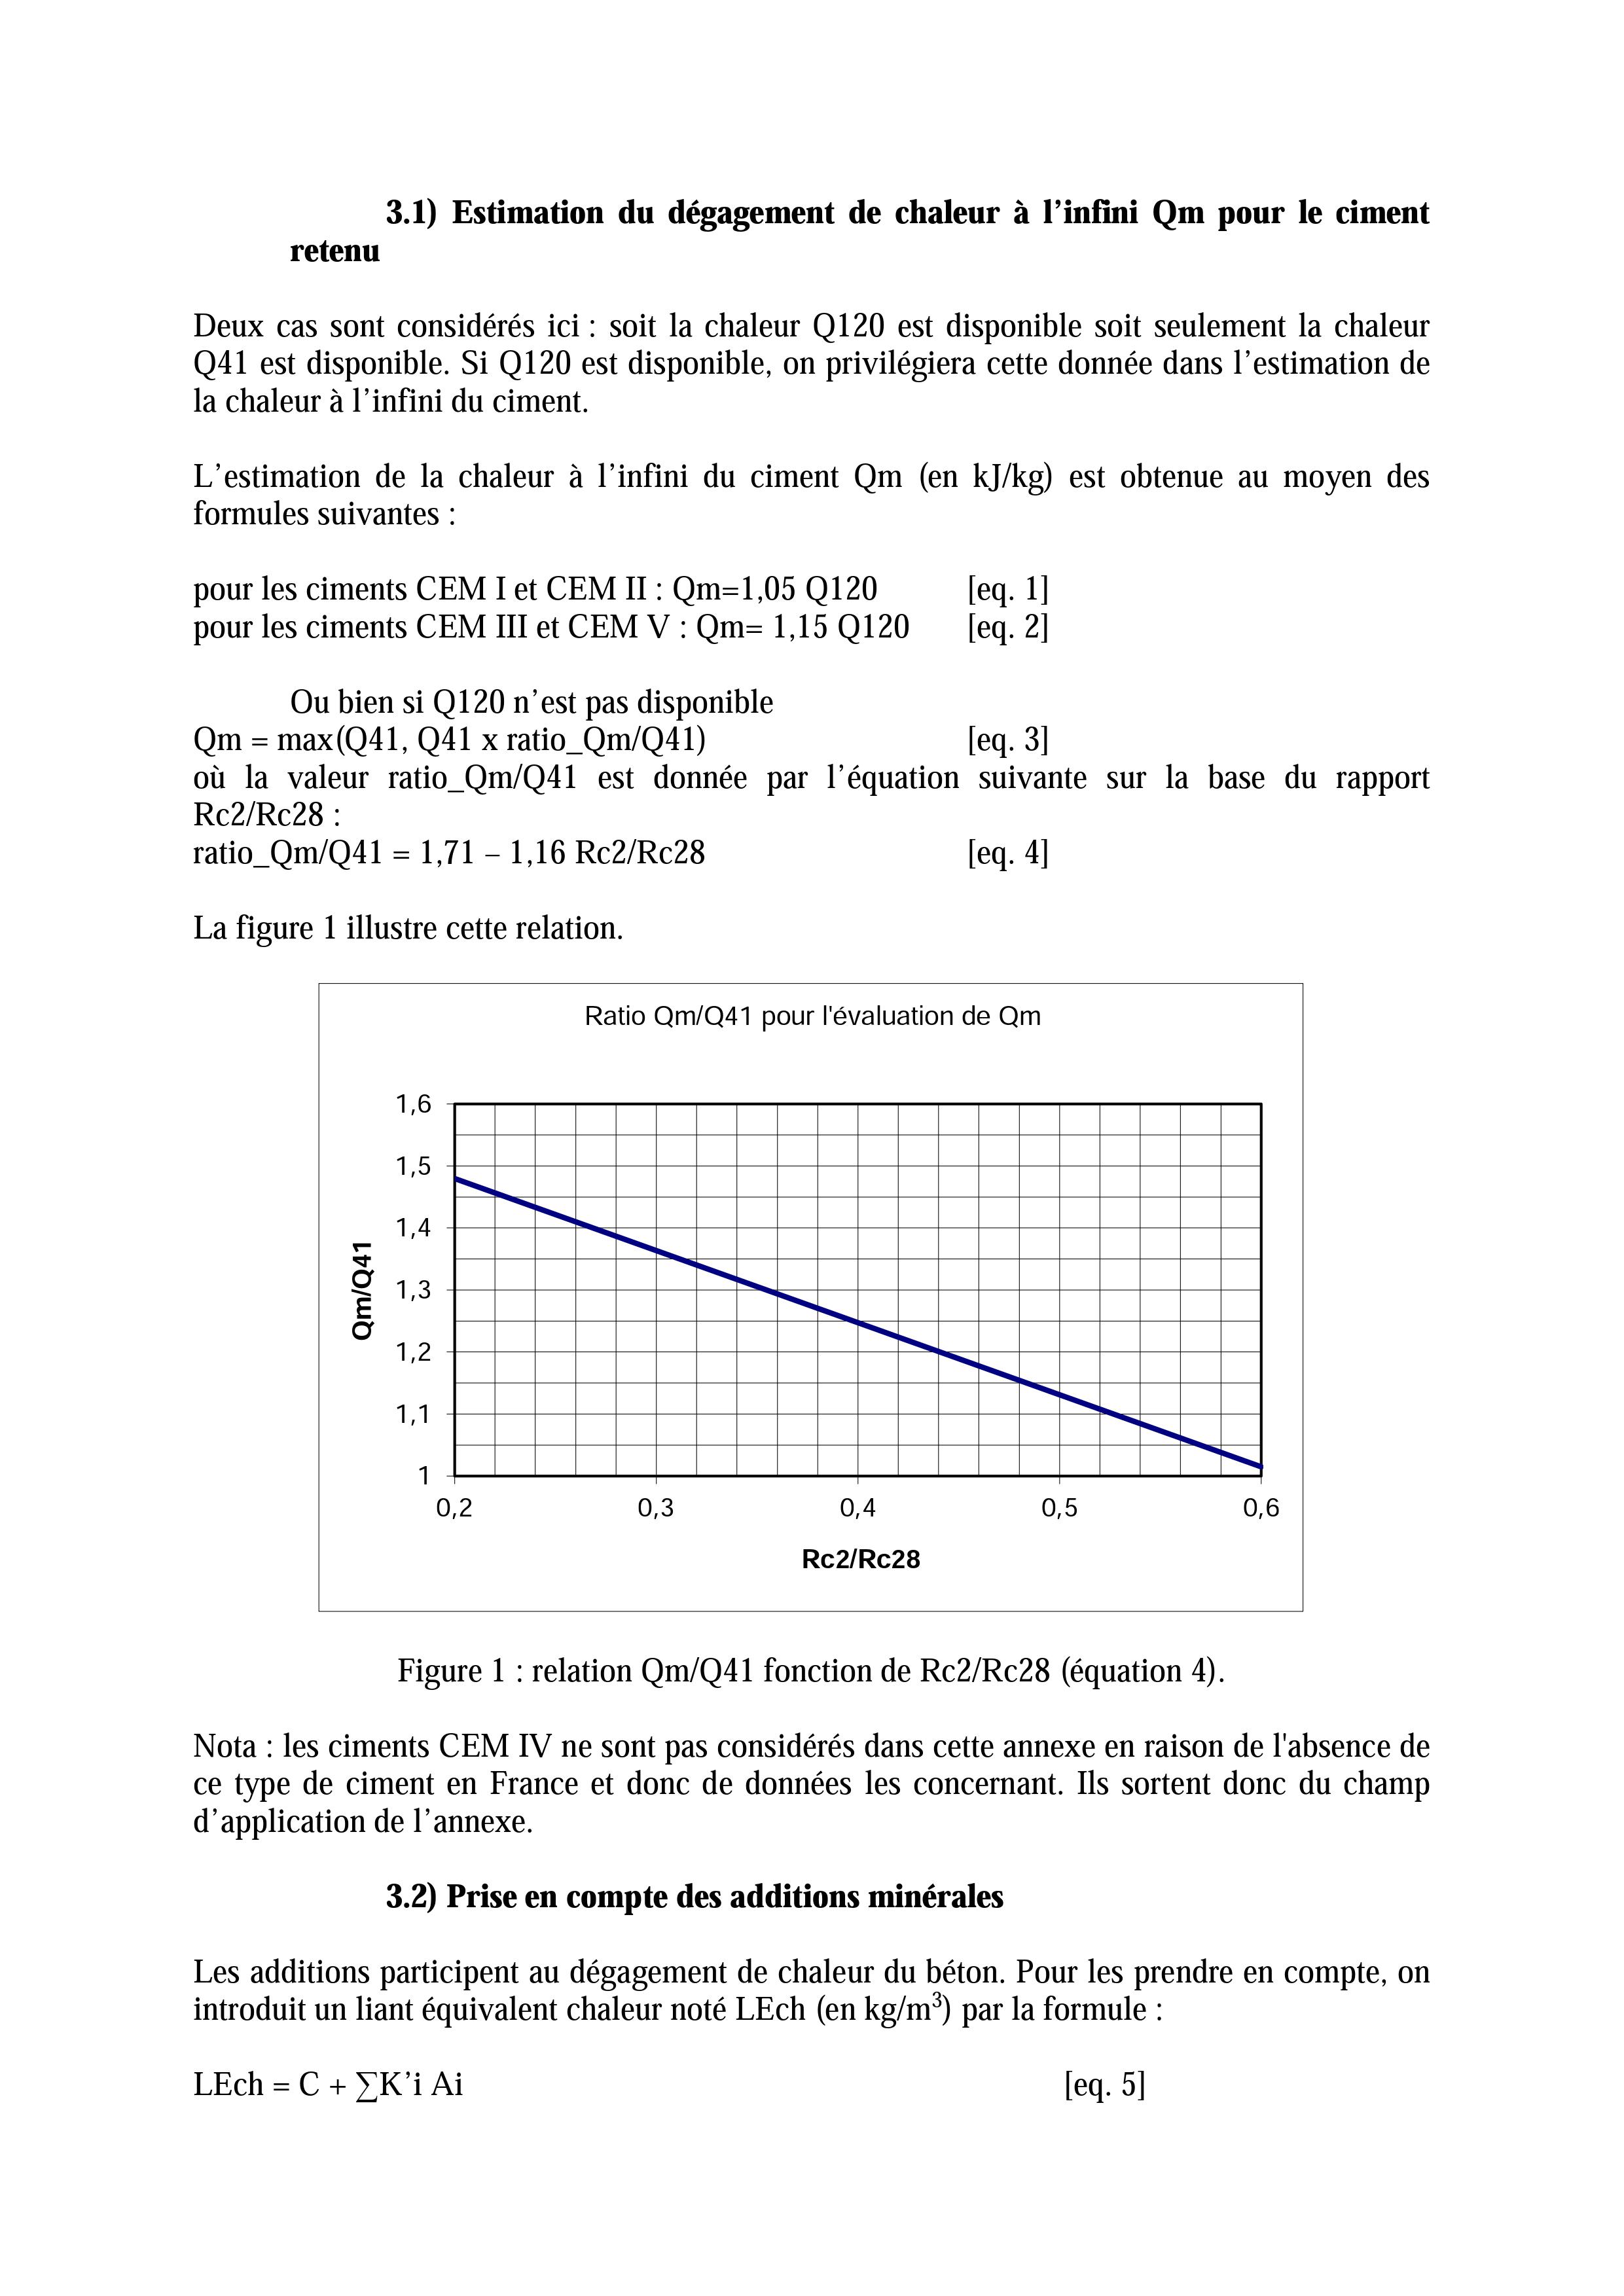 3.1) Estimation du dégagement de chaleur à l’infini Qm pour le ciment
retenu
Deux cas sont considérés ici : soit la chaleur Q120 est disponible soit seulement la chaleur
Q41 est disponible. Si Q120 est disponible, on privilégiera cette donnée dans l’estimation de
la chaleur à l’infini du ciment.
L’estimation de la chaleur à l’infini du ciment Qm (en kJ/kg) est obtenue au moyen des
formules suivantes :
pour les ciments CEM I et CEM II : Qm=1,05 Q120 [eq. 1]
pour les ciments CEM III et CEM V : Qm= 1,15 Q120 [eq. 2]
Ou bien si Q120 n’est pas disponible
Qm = max(Q41, Q41 x ratio_Qm/Q41) [eq. 3]
où la valeur ratio_Qm/Q41 est donnée par l’équation suivante sur la base du rapport
Rc2/Rc28 :
ratio_Qm/Q41 = 1,71 – 1,16 Rc2/Rc28 [eq. 4]
La figure 1 illustre cette relation.
Ratio Qm/Q41 pour l'évaluation de Qm
1,6
1,5
1,4
1,3
1,2
1,1
1
Qm/Q41
0,2 0,3 0,4 0,5 0,6
Rc2/Rc28
Figure 1 : relation Qm/Q41 fonction de Rc2/Rc28 (équation 4).
Nota : les ciments CEM IV ne sont pas considérés dans cette annexe en raison de l'absence de
ce type de ciment en France et donc de données les concernant. Ils sortent donc du champ
d’application de l’annexe.
3.2) Prise en compte des additions minérales
Les additions participent au dégagement de chaleur du béton. Pour les prendre en compte, on
introduit un liant équivalent chaleur noté LEch (en kg/m³) par la formule :
LEch = C + ∑K’i Ai [eq. 5]